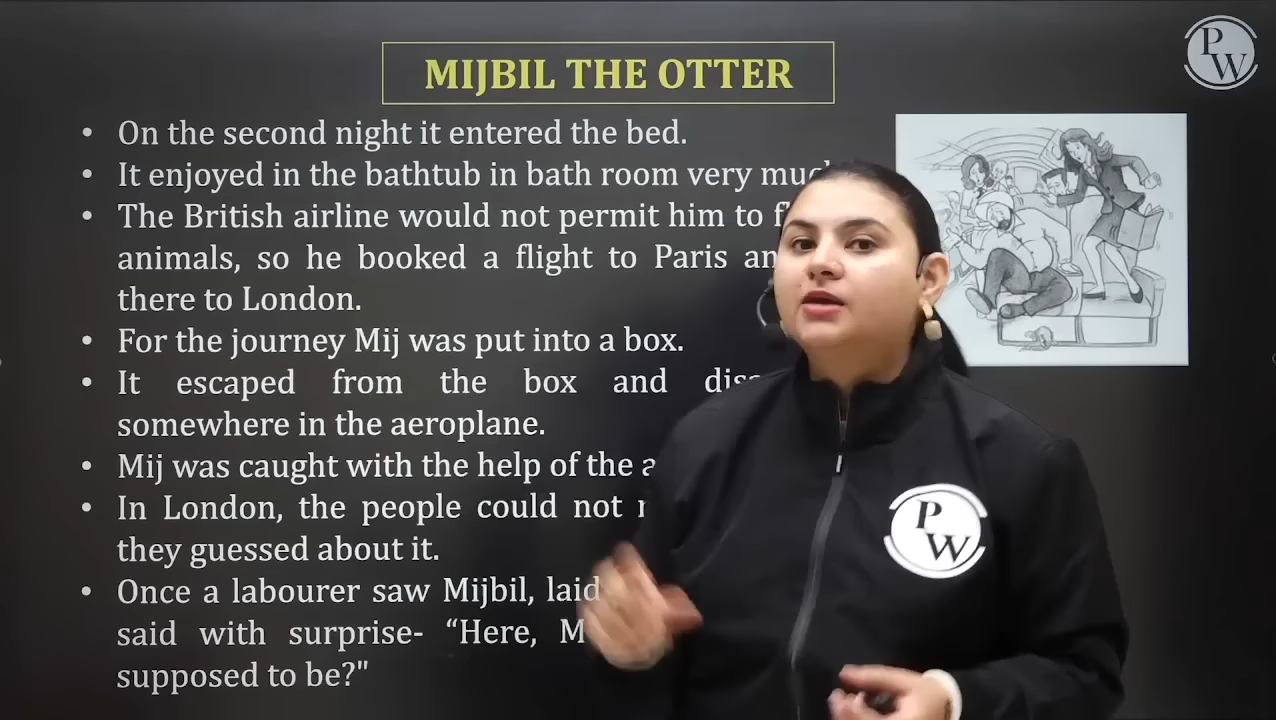 MIJBIL THE OTTER
P
W
• On the second night it entered the bed.
• It enjoyed in the bathtub in bath room very
• The British airline would not permit him to
animals, so he booked a flight to Paris
there to London.
• For the journey Mij was put into a box.
• It escaped from the box and
somewhere in the aeroplane.
• Mij was caught with the help of the
• In London, the people could not
they guessed about it.
• Once a labourer saw Mijbil, laid
said with surprise- “Here,
supposed to be?"
P
W